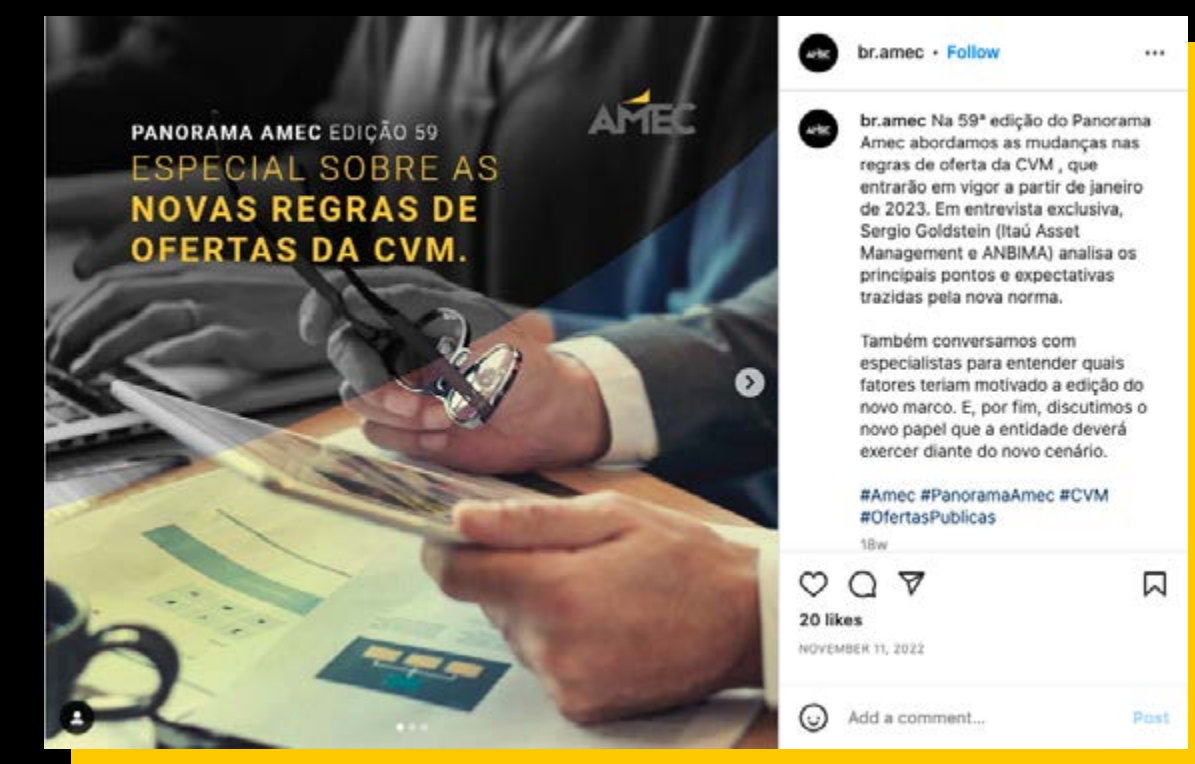 PANORAMA AMEC EDIÇÃO 59
ESPECIAL SOBRE AS
NOVAS REGRAS DE
OFERTAS DA CVM.
AMEC
br.amec • Follow
br.amec Na 59ª edição do Panorama
Amec abordamos as mudanças nas
regras de oferta da CVM , que
entrarão em vigor a partir de janeiro
de 2023. Em entrevista exclusiva,
Sergio Goldstein (Itaú Asset
Management e ANBIMA) analisa os
principais pontos e expectativas
trazidas pela nova norma.
Também conversamos com
especialistas para entender quais
fatores teriam motivado a edição do
novo marco. E, por fim, discutimos o
novo papel que a entidade deverá
exercer diante do novo cenário.
#Amec #PanoramaAmec #CVM
#OfertasPublicas
18w
20 likes
NOVEMBER 11, 2022
Add a comment...
Post